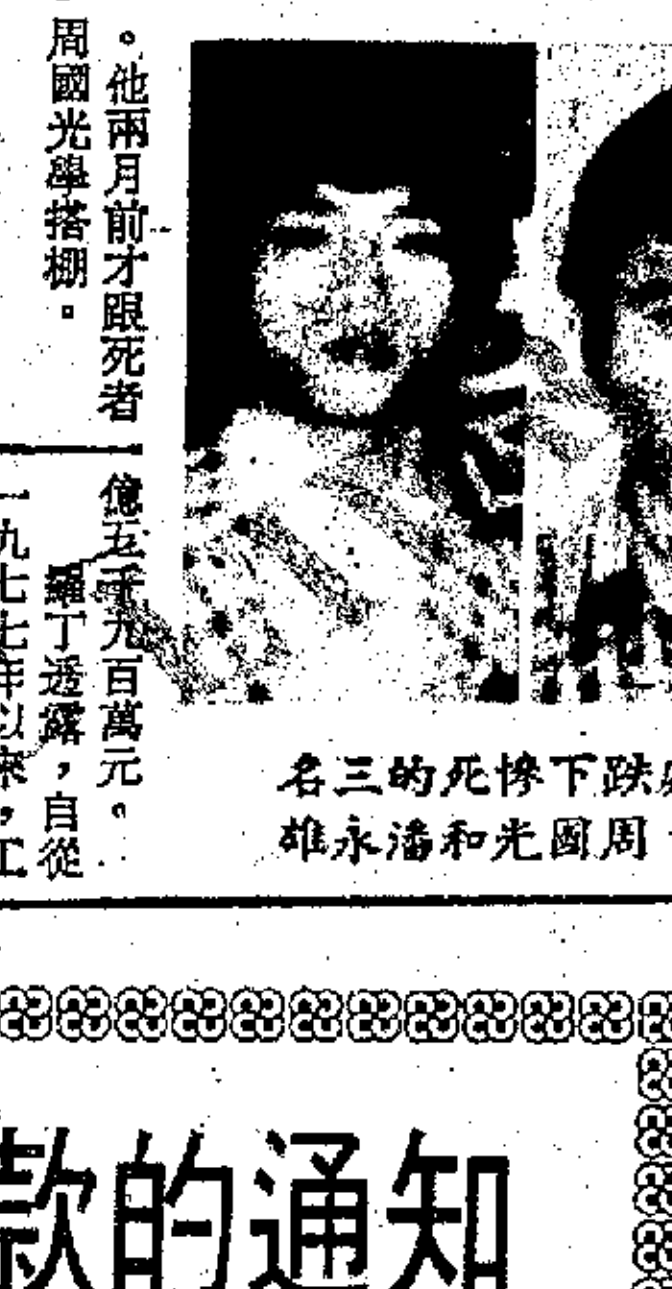 。他兩月前才跟死者
周國光學搭棚。
億五千九百萬元。
羅丁透露,自從
一九七七年以來,工
名三的死慘下跌
雄永潘和光國周
款的通知